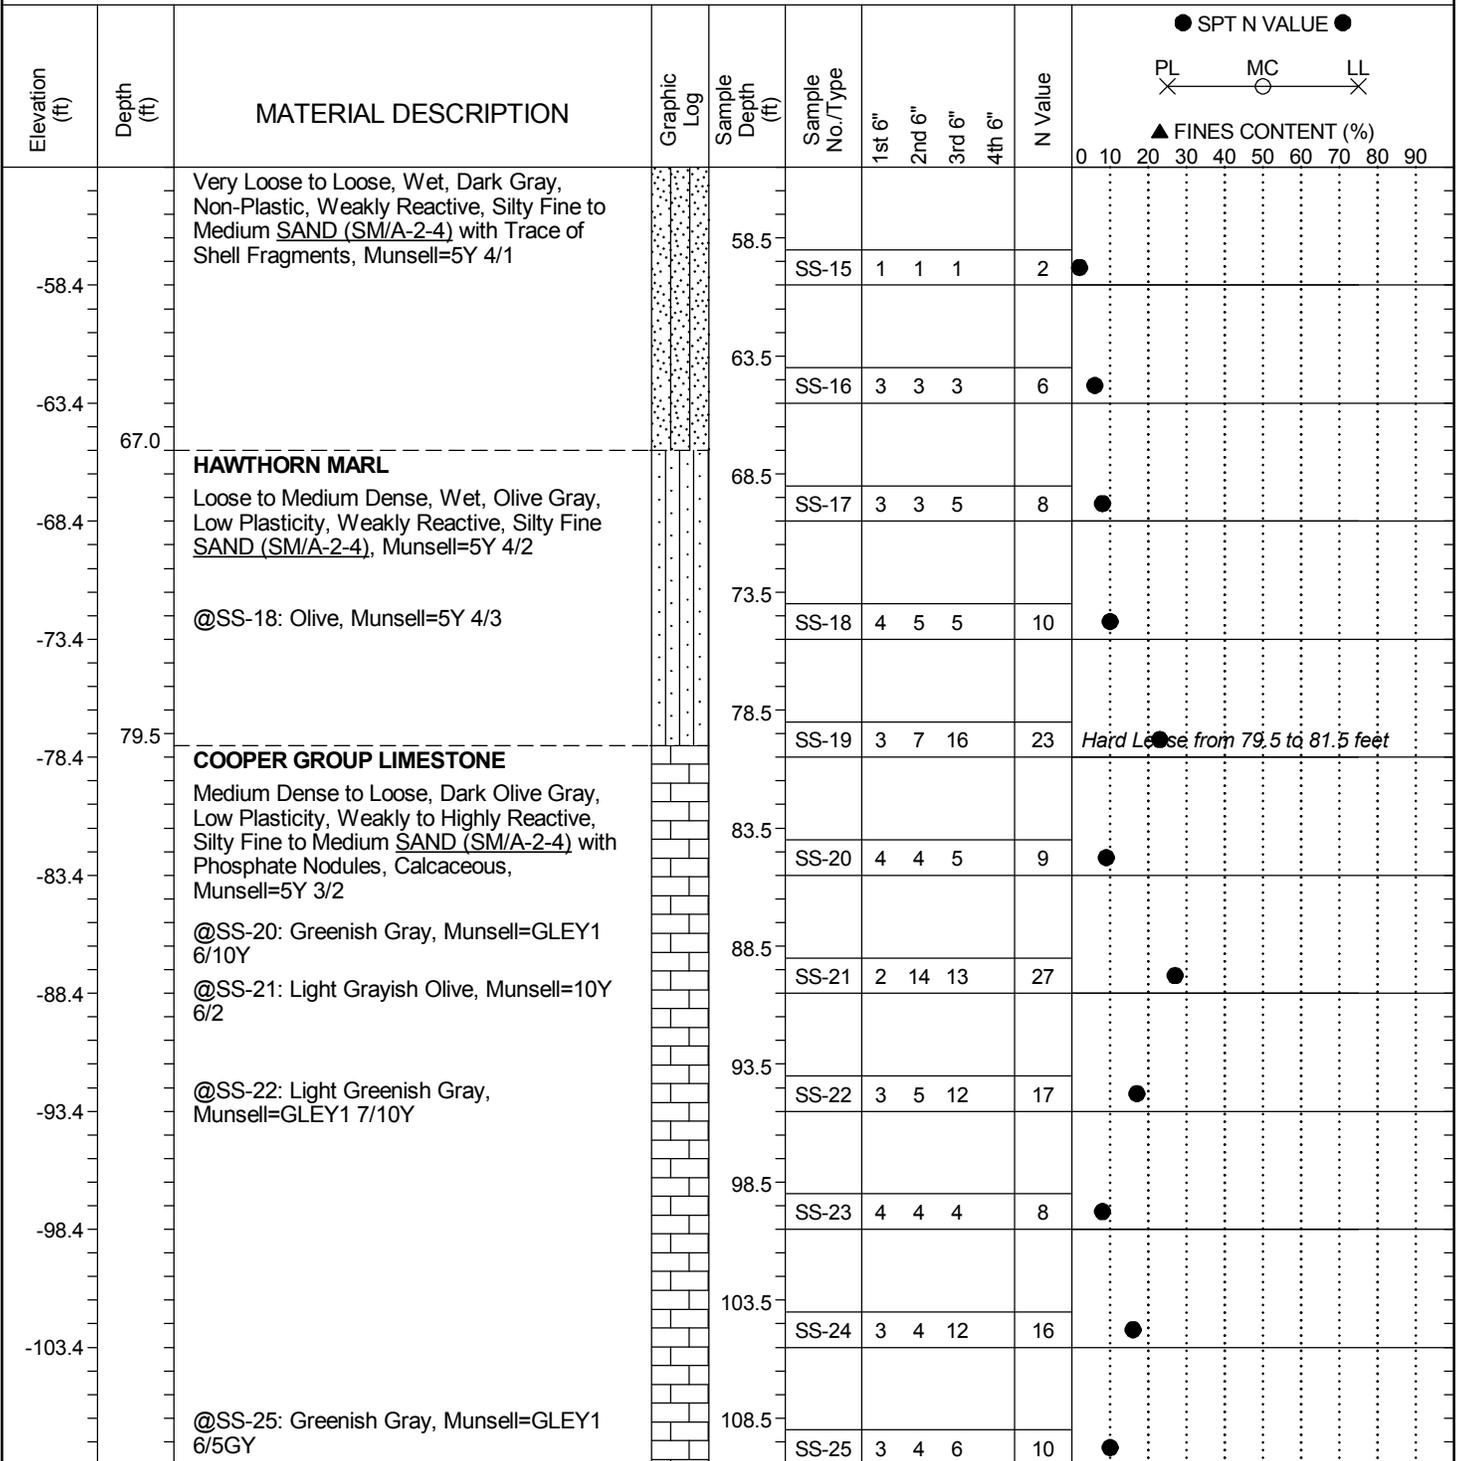 ● SPT N VALUE ●
PL MC LL
▲ FINES CONTENT (%)
0 10 20 30 40 50 60 70 80 90
Elevation
(ft)
Depth
(ft)
MATERIAL DESCRIPTION
Graphic
Log
Sample
Depth
(ft)
Sample
No./Type
1st 6"
2nd 6"
3rd 6"
4th 6"
N Value
Very Loose to Loose, Wet, Dark Gray,
Non-Plastic, Weakly Reactive, Silty Fine to
Medium SAND (SM/A-2-4) with Trace of
Shell Fragments, Munsell=5Y 4/1
58.5
SS-15 1 1 1 2
-58.4
63.5
SS-16 3 3 3 6
-63.4
67.0
HAWTHORN MARL
Loose to Medium Dense, Wet, Olive Gray,
Low Plasticity, Weakly Reactive, Silty Fine
SAND (SM/A-2-4), Munsell=5Y 4/2
68.5
SS-17 3 3 5 8
-68.4
73.5
@SS-18: Olive, Munsell=5Y 4/3
SS-18 4 5 5 10
-73.4
78.5
79.5
SS-19 3 7 16 23 Hard Lense from 79.5 to 81.5 feet
-78.4
COOPER GROUP LIMESTONE
Medium Dense to Loose, Dark Olive Gray,
Low Plasticity, Weakly to Highly Reactive,
Silty Fine to Medium SAND (SM/A-2-4) with
Phosphate Nodules, Calcaceous,
Munsell=5Y 3/2
83.5
SS-20 4 4 5 9
-83.4
@SS-20: Greenish Gray, Munsell=GLEY1
6/10Y
88.5
@SS-21: Light Grayish Olive, Munsell=10Y
6/2
SS-21 2 14 13 27
-88.4
93.5
@SS-22: Light Greenish Gray,
Munsell=GLEY1 7/10Y
SS-22 3 5 12 17
-93.4
98.5
SS-23 4 4 4 8
-98.4
103.5
SS-24 3 4 12 16
-103.4
@SS-25: Greenish Gray, Munsell=GLEY1
6/5GY
108.5
SS-25 3 4 6 10